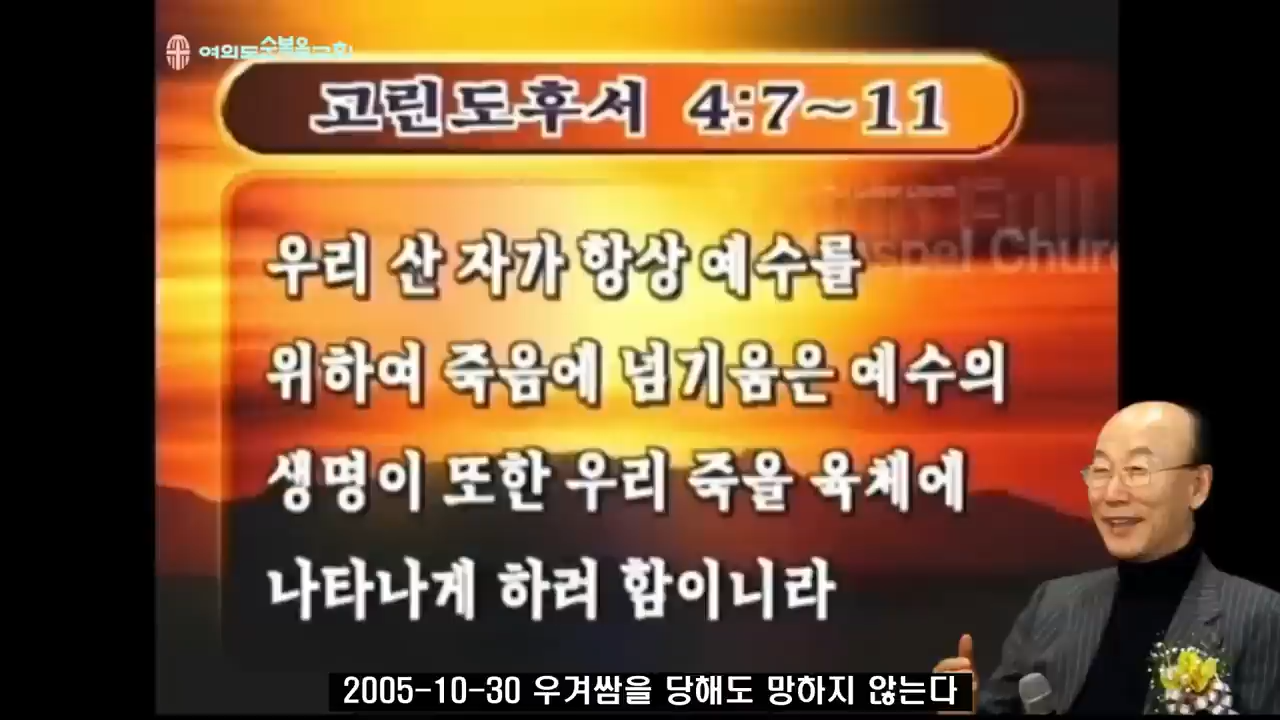 여의도순복음교회
고린도후서 4:7~11
Full
Gospel Church
우리 산 자가 항상 예수를
위하여 죽음에 넘기움은 예수의
생명이 또한 우리 죽을 육체에
나타나게 하려 함이니라
2005-10-30 우겨쌈을 당해도 망하지 않는다